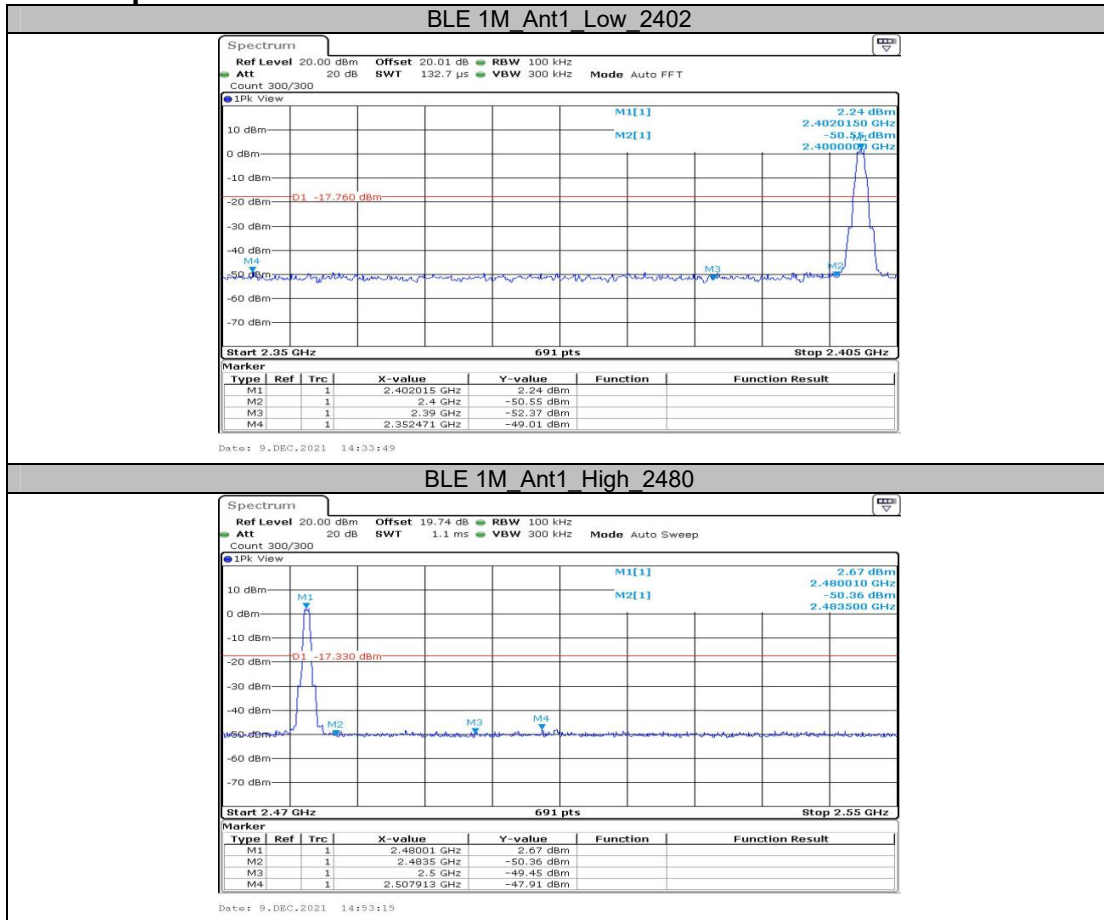 BLE 1M_Ant1_Low_2402
Spectrum
Ref Level 20.00 dBm Offset 20.01 dB RBW 100 kHz
Att 20 dB SWT 132.7 µs VBW 300 kHz Mode Auto FFT
Count 300/300
1Pk View
M1[1] 2.24 dBm
2.4020150 GHz
10 dBm
M2[1] -50.55 dBm
M1
2.4000000 GHz
0 dBm
-10 dBm
D1 -17.760 dBm
-20 dBm
-30 dBm
-40 dBm
M4 M3 M2
-50 dBm
-60 dBm
-70 dBm
Start 2.35 GHz 691 pts Stop 2.405 GHz
Marker
Type Ref Trc X-value Y-value Function Function Result
M1 1 2.402015 GHz 2.24 dBm
M2 1 2.4 GHz -50.55 dBm
M3 1 2.39 GHz -52.37 dBm
M4 1 2.352471 GHz -49.01 dBm
Date: 9.DEC.2021 14:33:49
BLE 1M_Ant1_High_2480
Spectrum
Ref Level 20.00 dBm Offset 19.74 dB RBW 100 kHz
Att 20 dB SWT 1.1 ms VBW 300 kHz Mode Auto Sweep
Count 300/300
1Pk View
M1[1] 2.67 dBm
2.480010 GHz
10 dBm
M1 M2[1] -50.36 dBm
2.483500 GHz
0 dBm
-10 dBm
D1 -17.330 dBm
-20 dBm
-30 dBm
-40 dBm
M2 M3 M4
-50 dBm
-60 dBm
-70 dBm
Start 2.47 GHz 691 pts Stop 2.55 GHz
Marker
Type Ref Trc X-value Y-value Function Function Result
M1 1 2.48001 GHz 2.67 dBm
M2 1 2.4835 GHz -50.36 dBm
M3 1 2.5 GHz -49.45 dBm
M4 1 2.507913 GHz -47.91 dBm
Date: 9.DEC.2021 14:53:15